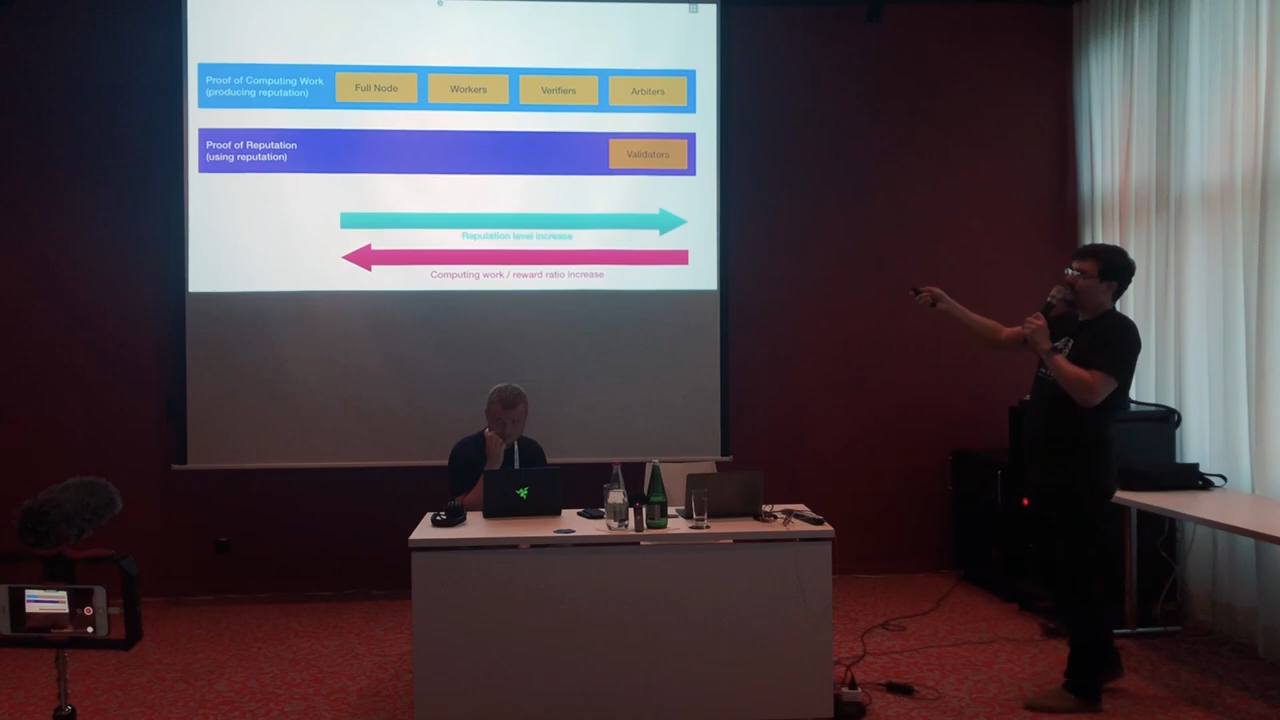 Proof of Computing Work
(producing reputation)
Full Node
Workers
Verifiers
Arbiters
Proof of Reputation
(using reputation)
Validators
Reputation level increase
Computing work / reward ratio increase